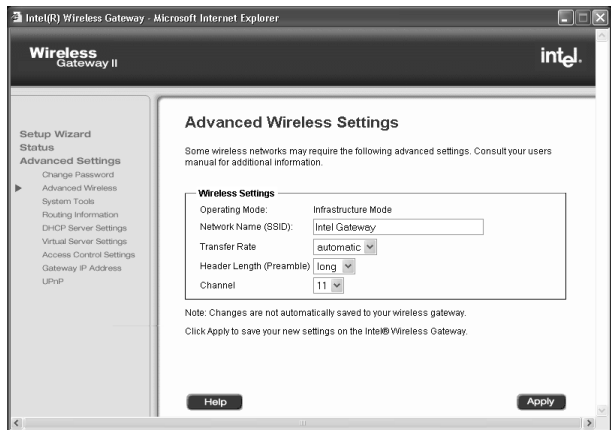 Intel(R) Wireless Gateway - Microsoft Internet Explorer
Wireless
Gateway II
intel.
Setup Wizard
Status
Advanced Settings
Change Password
Advanced Wireless
System Tools
Routing Information
DHCP Server Settings
Virtual Server Settings
Access Control Settings
Gateway IP Address
UPnP
Advanced Wireless Settings
Some wireless networks may require the following advanced settings. Consult your users
manual for additional information.
Wireless Settings
Operating Mode: Infrastructure Mode
Network Name (SSID): Intel Gateway
Transfer Rate automatic
Header Length (Preamble) long
Channel 11
Note: Changes are not automatically saved to your wireless gateway.
Click Apply to save your new settings on the Intel® Wireless Gateway.
Help
Apply